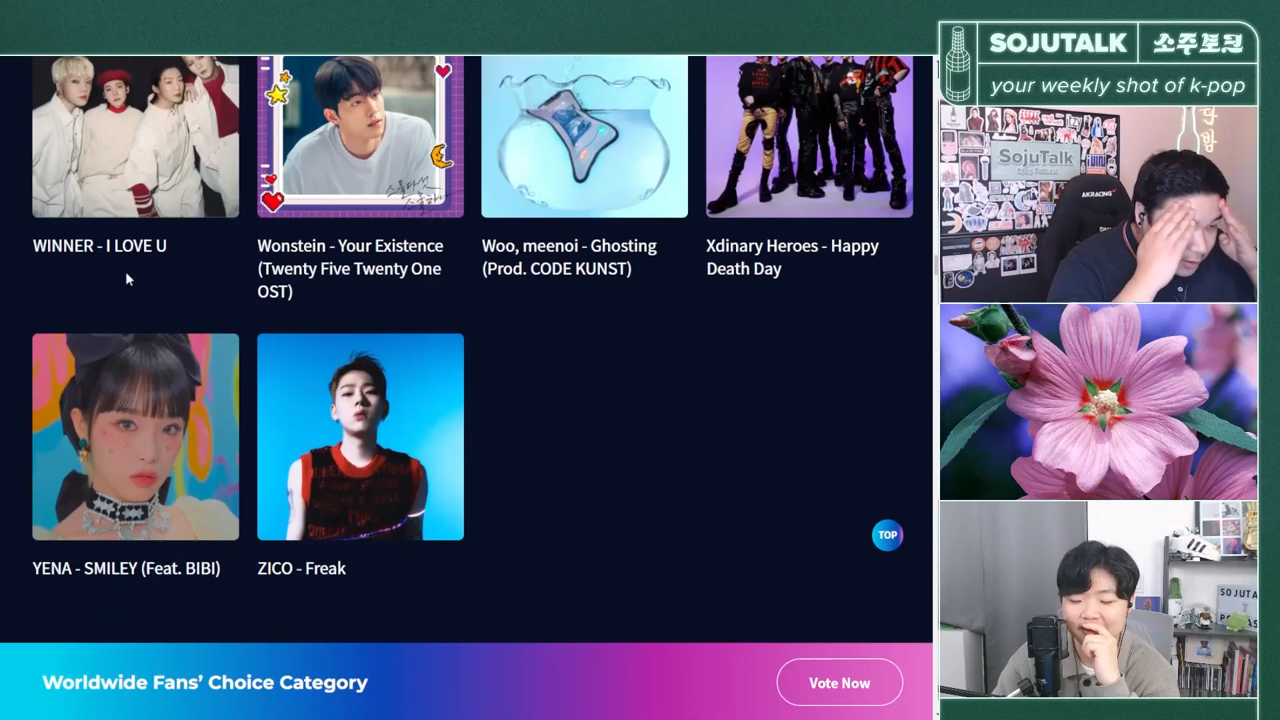 SOJUTALK
소주토크
your weekly shot of k-pop
WINNER - I LOVE U
Wonstein - Your Existence
(Twenty Five Twenty One
OST)
Woo, meenoi - Ghosting
(Prod. CODE KUNST)
Xdinary Heroes - Happy
Death Day
YENA - SMILEY (Feat. BIBI)
ZICO - Freak
TOP
Worldwide Fans’ Choice Category
Vote Now
SojuTalk
AKRACING